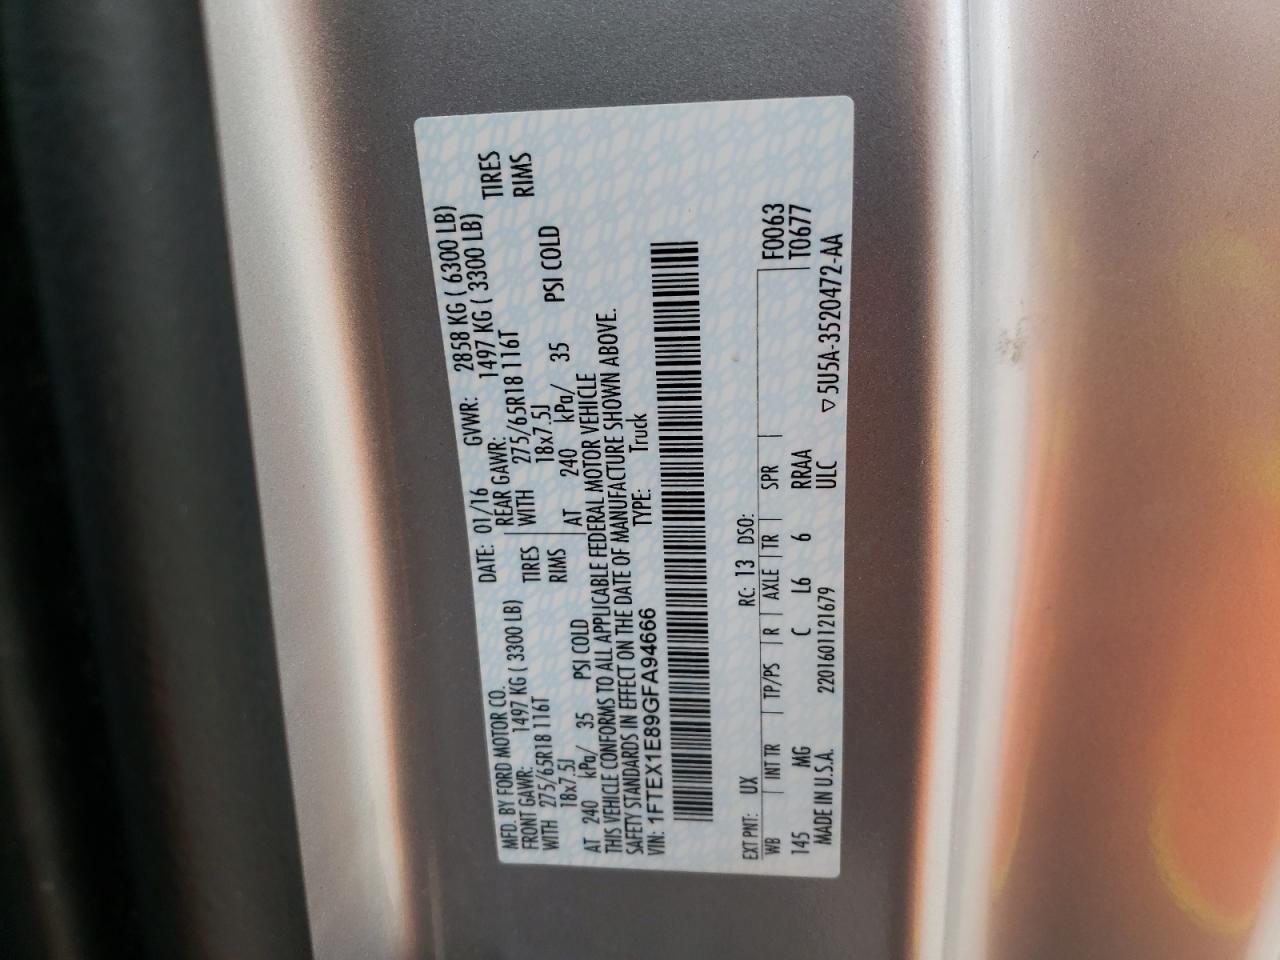 MFD. BY FORD MOTOR CO. DATE: 01/16 GVWR: 2858 KG ( 6300 LB)
FRONT GAWR: 1497 KG ( 3300 LB) REAR GAWR: 1497 KG ( 3300 LB)
WITH 275/65R18 116T TIRES WITH 275/65R18 116T TIRES
18x7.5J RIMS 18x7.5J RIMS
AT 240 kPa/ 35 PSI COLD AT 240 kPa/ 35 PSI COLD
THIS VEHICLE CONFORMS TO ALL APPLICABLE FEDERAL MOTOR VEHICLE
SAFETY STANDARDS IN EFFECT ON THE DATE OF MANUFACTURE SHOWN ABOVE.
VIN: 1FTEX1E89GFA94666 TYPE: Truck
EXT PNT: UX RC: 13 DSO: F0063
WB INT TR TP/PS R AXLE TR SPR T0677
145 MG C L6 6 RRAA
MADE IN U.S.A. 2201601121679 ULC ▽5U5A-3520472-AA